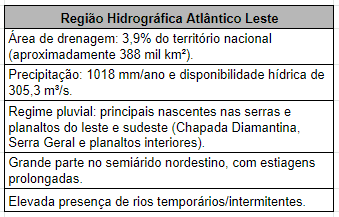 Região Hidrográfica Atlântico Leste
Área de drenagem: 3,9% do território nacional
(aproximadamente 388 mil km²).
Precipitação: 1018 mm/ano e disponibilidade hídrica de
305,3 m³/s.
Regime pluvial: principais nascentes nas serras e
planaltos do leste e sudeste (Chapada Diamantina,
Serra Geral e planaltos interiores).
Grande parte no semiárido nordestino, com estiagens
prolongadas.
Elevada presença de rios temporários/intermitentes.